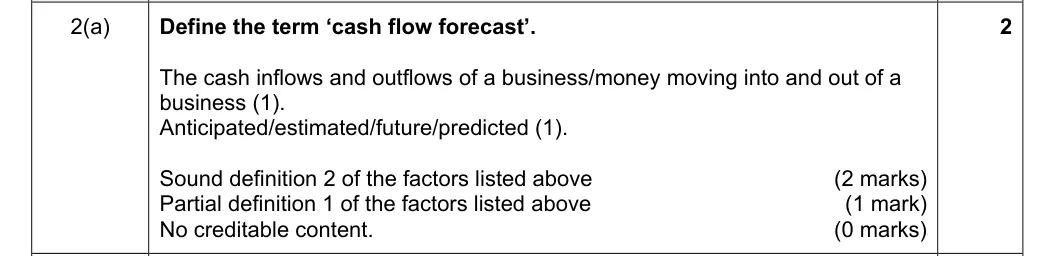 2(a) Define the term ‘cash flow forecast’. 2
The cash inflows and outflows of a business/money moving into and out of a
business (1).
Anticipated/estimated/future/predicted (1).
Sound definition 2 of the factors listed above (2 marks)
Partial definition 1 of the factors listed above (1 mark)
No creditable content. (0 marks)